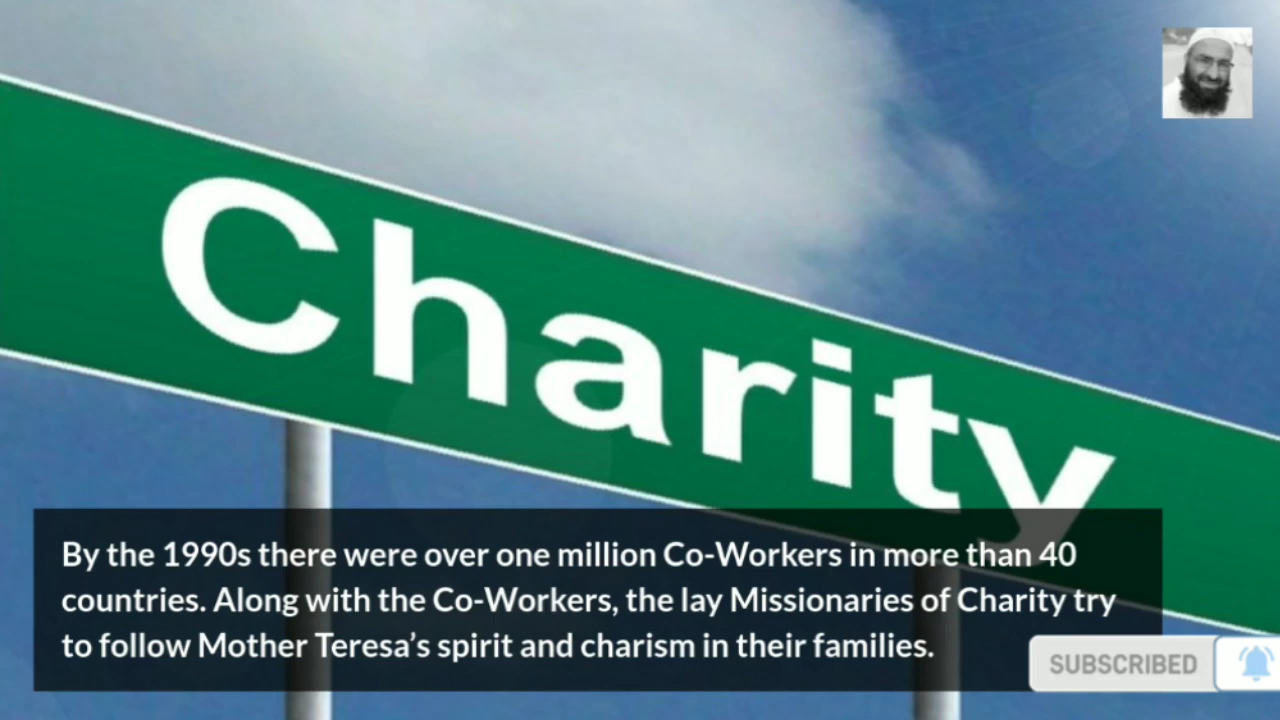 Charity
By the 1990s there were over one million Co-Workers in more than 40
countries. Along with the Co-Workers, the lay Missionaries of Charity try
to follow Mother Teresa's spirit and charism in their families.
SUBSCRIBED